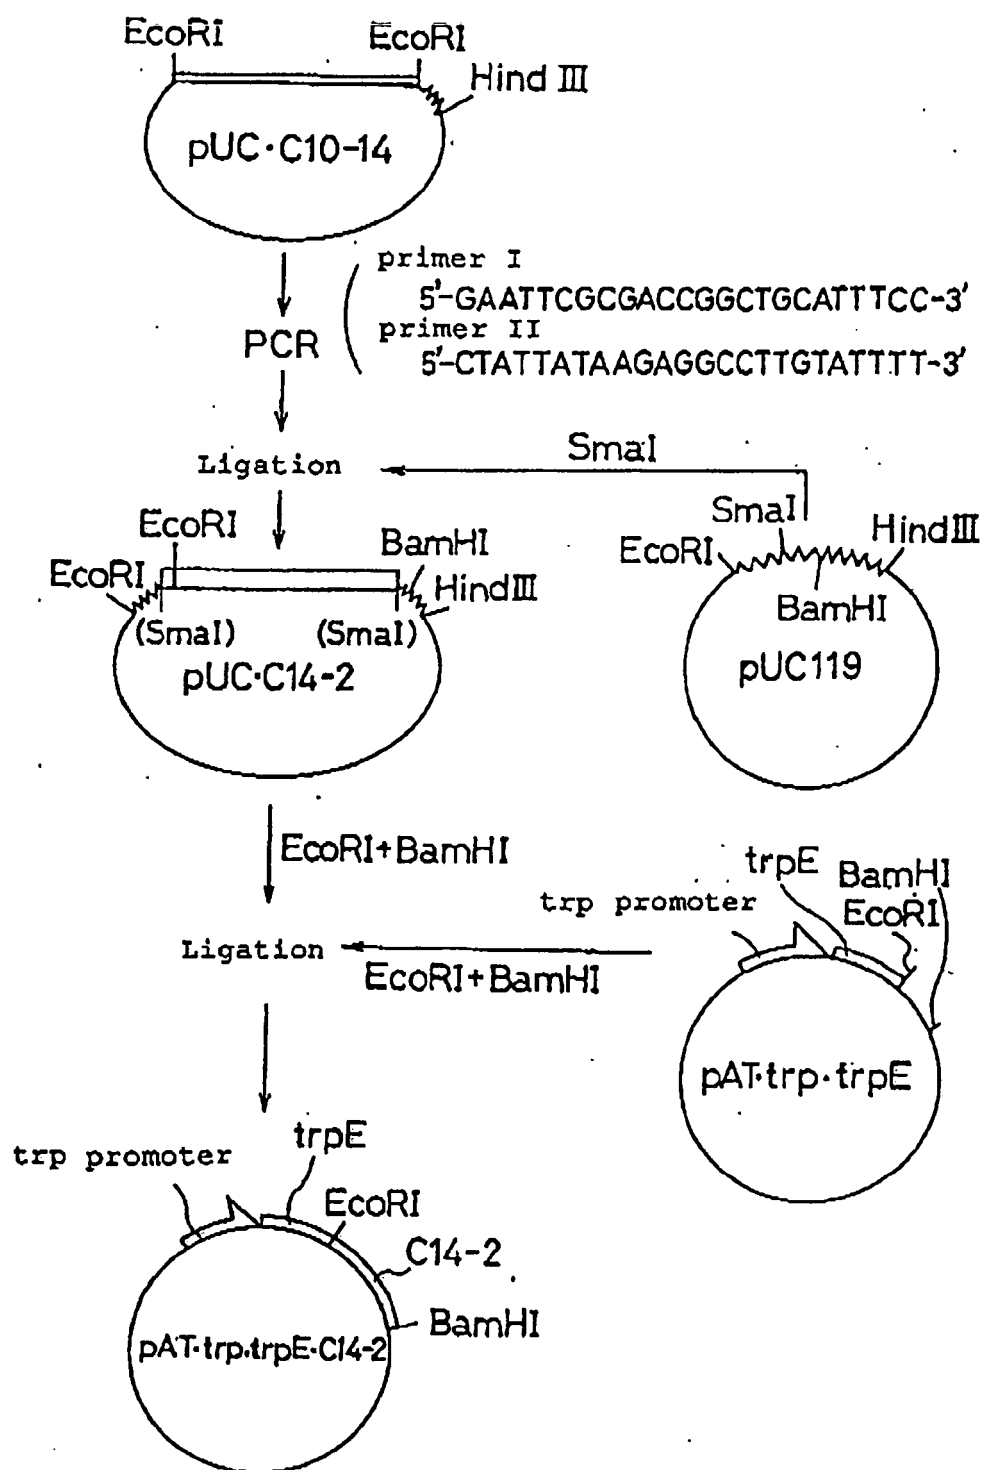 EcoRI
EcoRI
Hind III
pUC·C10-14
primer I
5'-GAATTCGCGACCGGCTGCATTTCC-3'
primer II
5'-CTATTATAAGAGGCCTTGTATTTT-3'
PCR
SmaI
Ligation
EcoRI
BamHI
EcoRI
HindIII
(SmaI)
(SmaI)
pUC·C14-2
SmaI
HindIII
EcoRI
BamHI
pUC119
EcoRI+BamHI
trpE
BamHI
trp promoter
EcoRI
Ligation
EcoRI+BamHI
pAT·trp·trpE
trpE
trp promoter
EcoRI
C14-2
BamHI
pAT·trp·trpE·C14-2